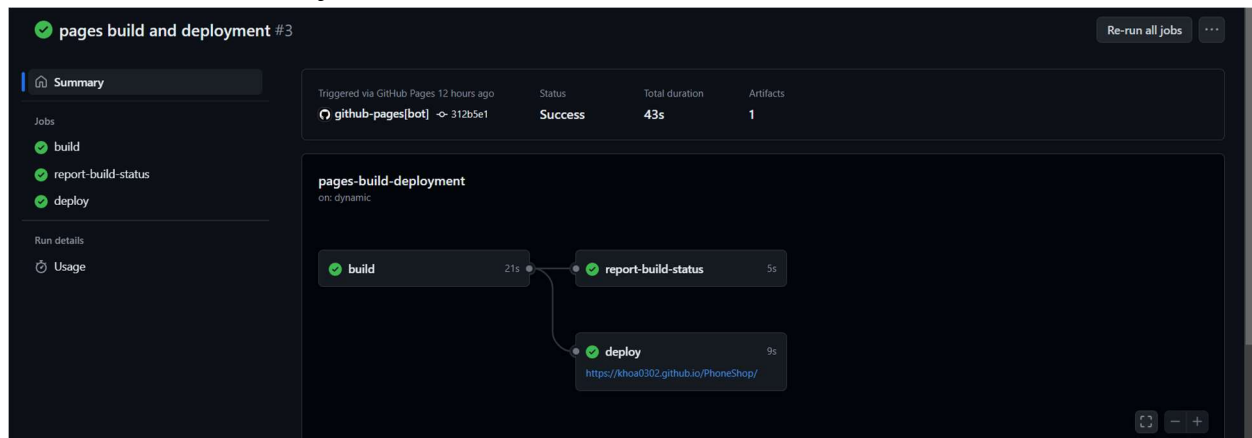 pages build and deployment #3
Re-run all jobs
Summary
Jobs
build
report-build-status
deploy
Run details
Usage
Triggered via GitHub Pages 12 hours ago
github-pages[bot] 312b5e1
Status
Success
Total duration
43s
Artifacts
1
pages-build-deployment
on: dynamic
build 21s
report-build-status 5s
deploy 9s
https://khoa0302.github.io/PhoneShop/